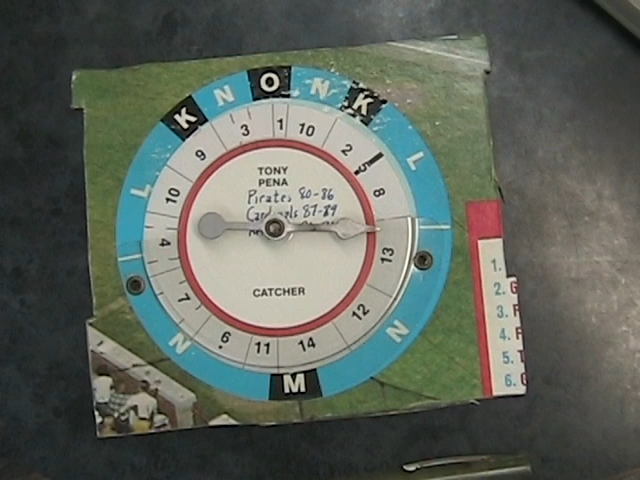 K N O N K
L L
3 1 10
9 2
5
10 8
TONY
PENA
Pirates 80-86
Cardinals 87-89
4 13
CATCHER
7 12
6 11 14
N M N
1.
2. G
3. F
4. F
5. T
6.